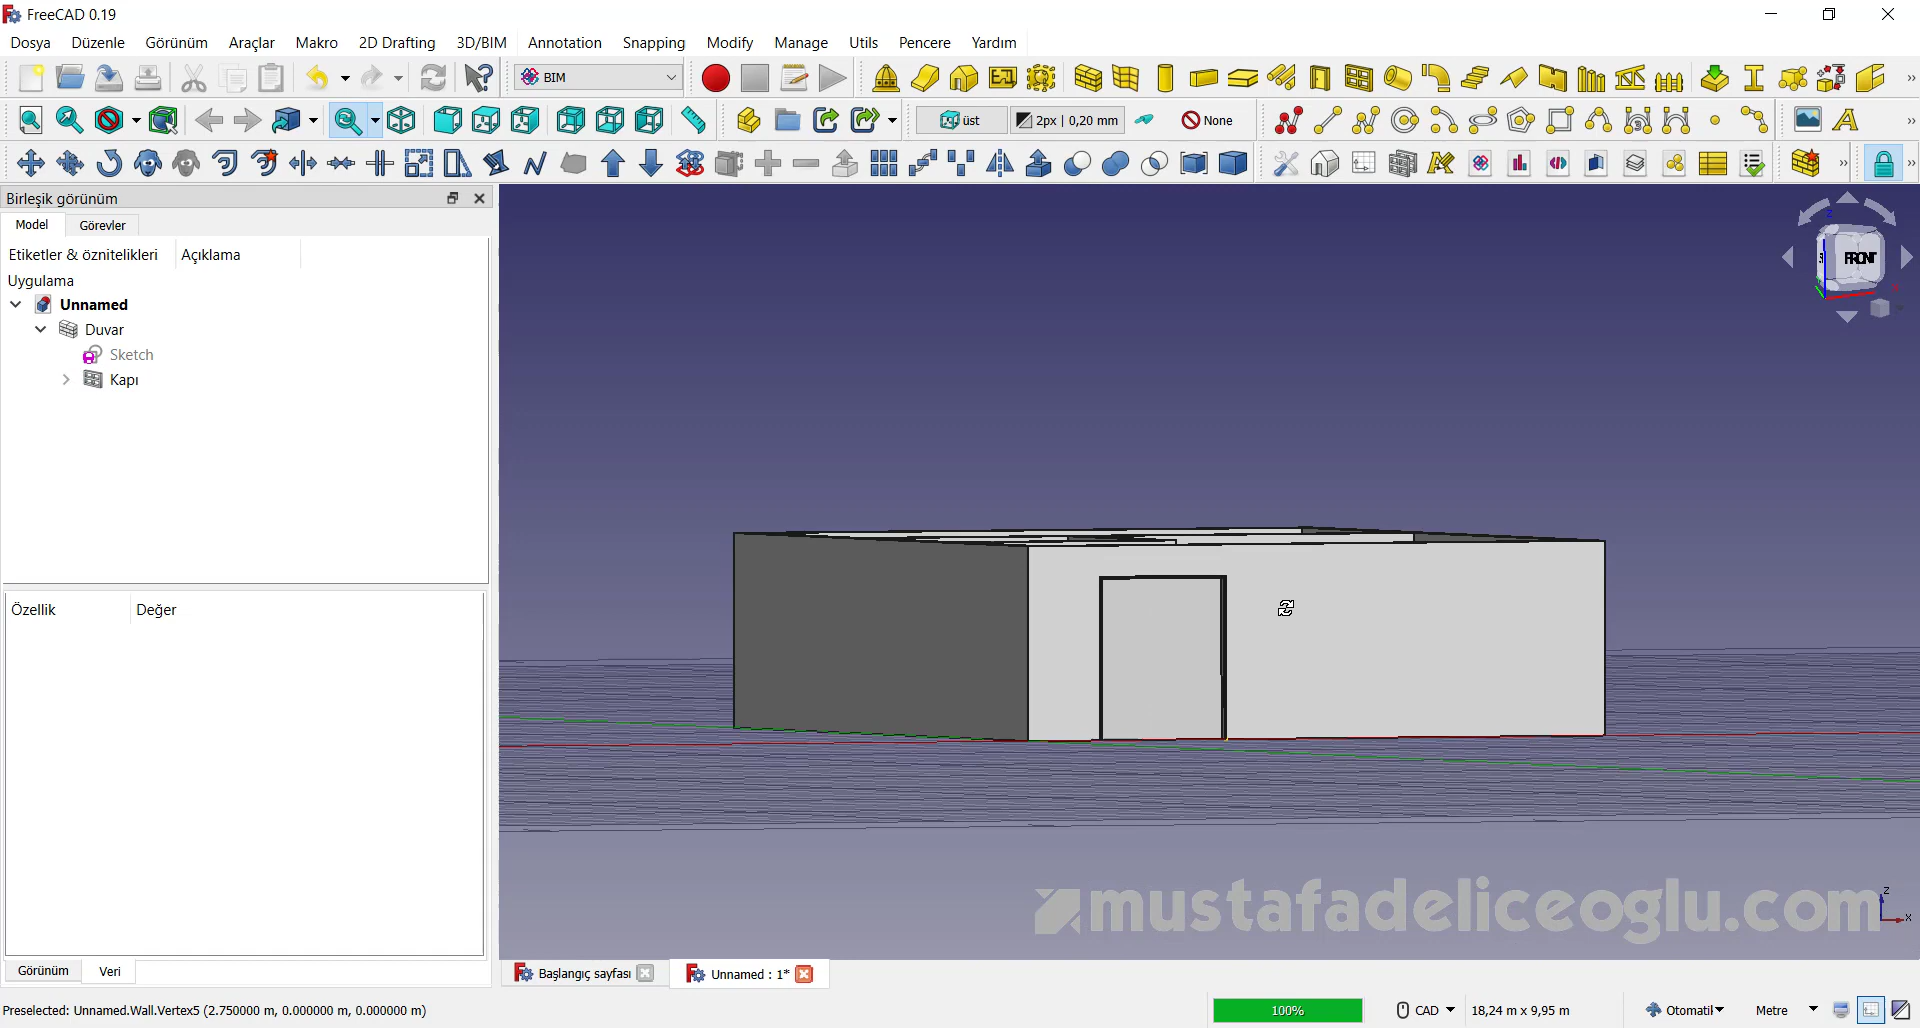 FreeCAD 0.19
Dosya Düzenle Görünüm Araçlar Makro 2D Drafting 3D/BIM Annotation Snapping Modify Manage Utils Pencere Yardım
BIM
üst 2px | 0,20 mm None
Birleşik görünüm
Model Görevler
Etiketler & öznitelikleri Açıklama
Uygulama
Unnamed
Duvar
Sketch
Kapı
Özellik Değer
Görünüm Veri
FRONT
Z
mustafadeliceoglu.com
Z
X
Başlangıç sayfası Unnamed : 1*
Preselected: Unnamed.Wall.Vertex5 (2.750000 m, 0.000000 m, 0.000000 m) 100% CAD 18,24 m x 9,95 m Otomatik Metre